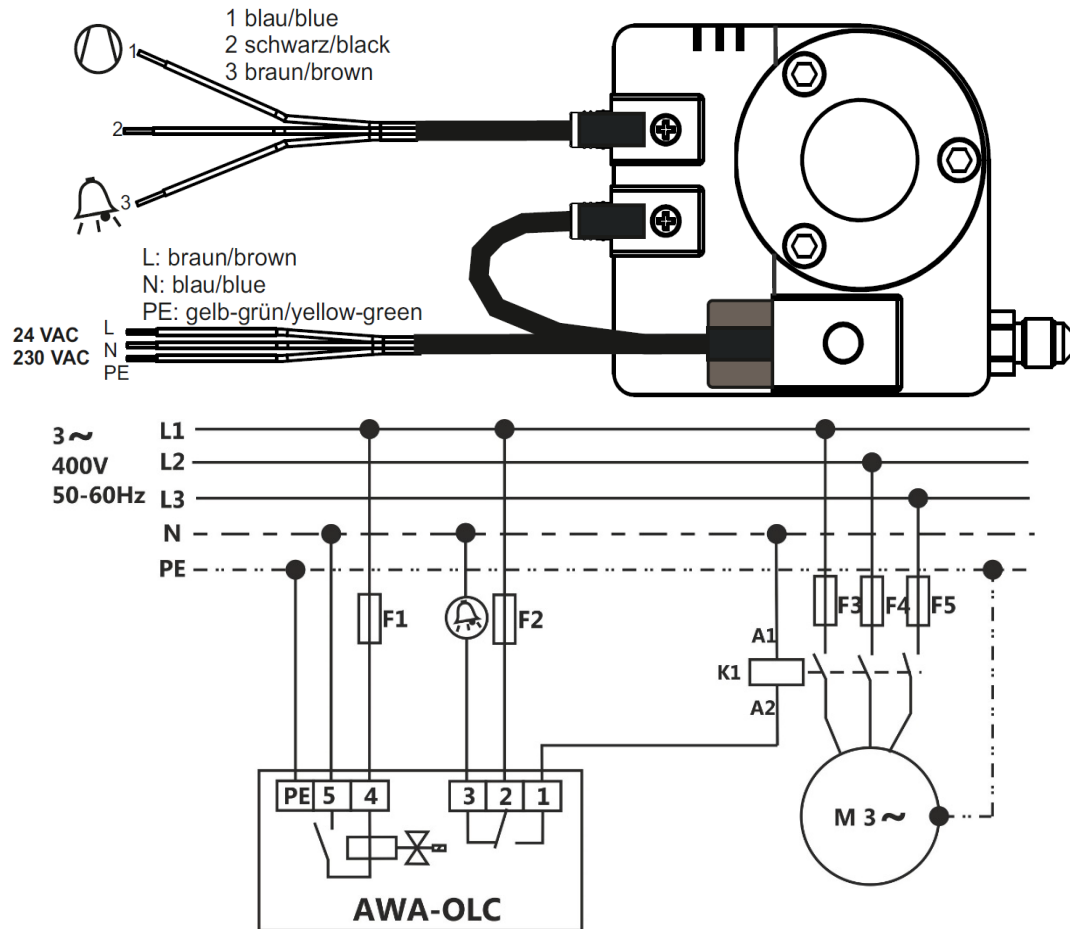 1 blau/blue
2 schwarz/black
3 braun/brown
1
2
3
L: braun/brown
N: blau/blue
PE: gelb-grün/yellow-green
24 VAC
230 VAC
L
N
PE
3~
400V
50-60Hz
L1
L2
L3
N
PE
F1
F2
F3
F4
F5
A1
K1
A2
PE 5 4
3 2 1
M 3~
AWA-OLC